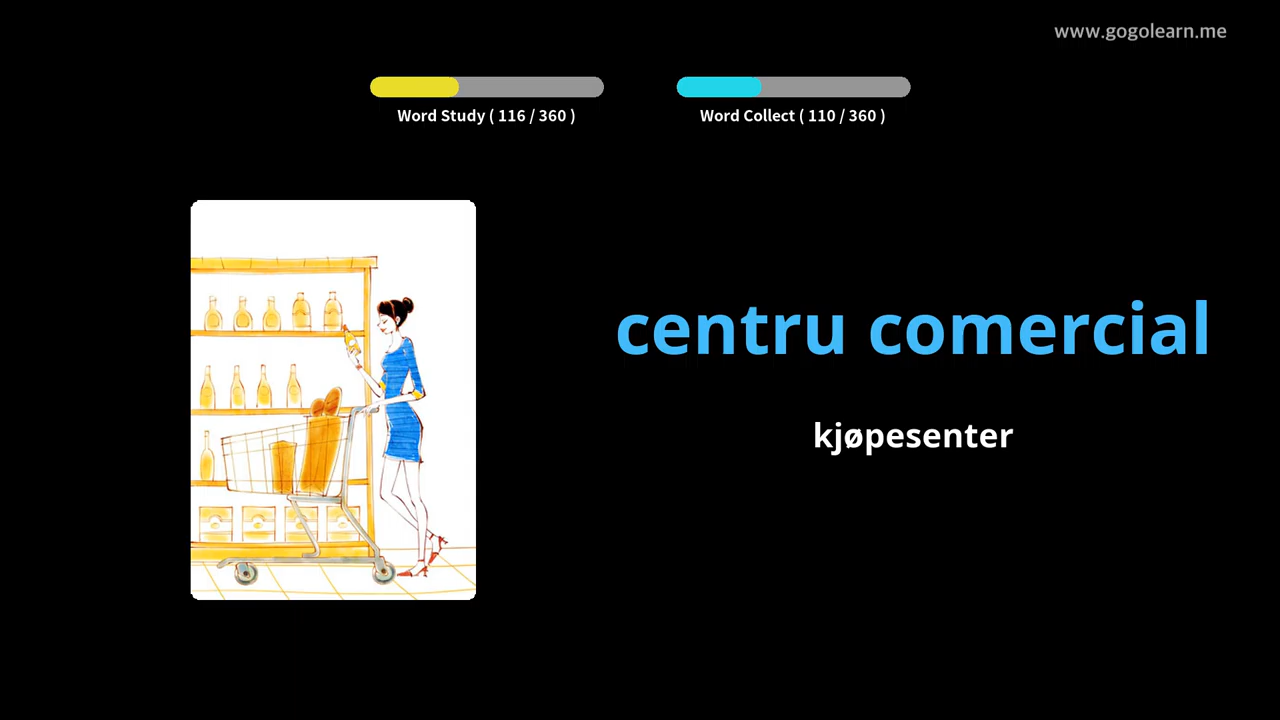 www.gogolearn.me
Word Study ( 116 / 360 )
Word Collect ( 110 / 360 )
centru comercial
kjøpesenter